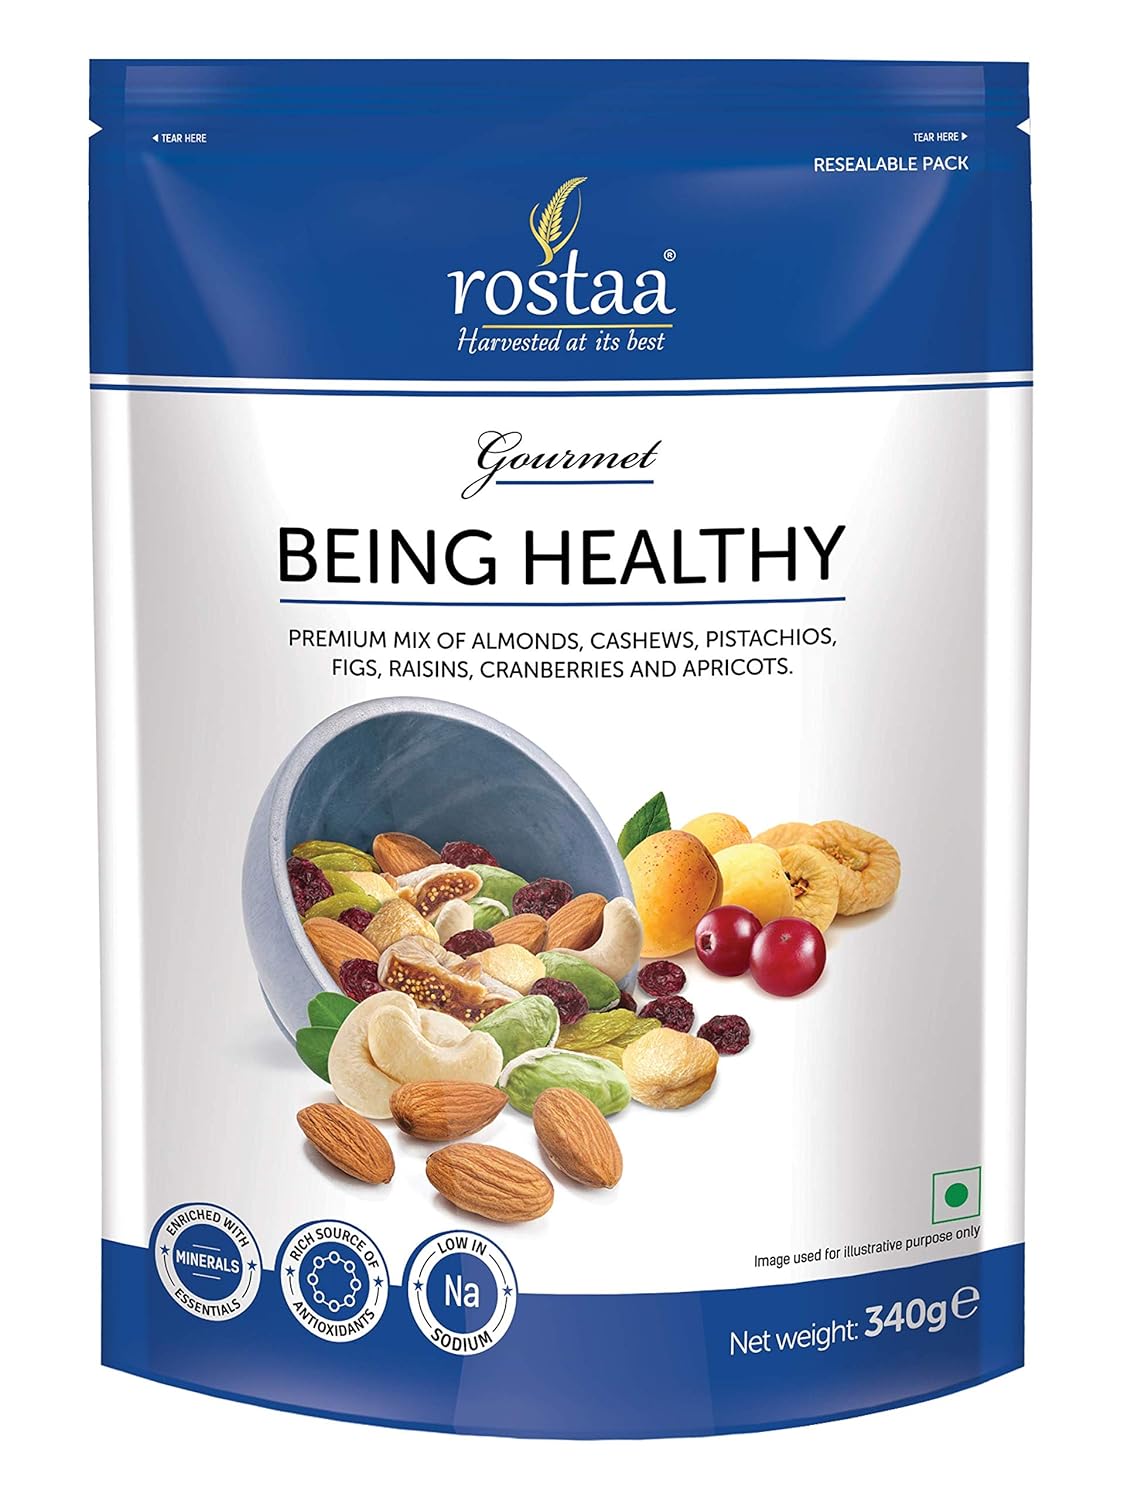 TEAR HERE
TEAR HERE
RESEALABLE PACK
rostaa®
Harvested at its best
Gourmet
BEING HEALTHY
PREMIUM MIX OF ALMONDS, CASHEWS, PISTACHIOS,
FIGS, RAISINS, CRANBERRIES AND APRICOTS.
ENRICHED WITH
MINERALS
ESSENTIALS
RICH SOURCE OF
ANTIOXIDANTS
LOW IN
Na
SODIUM
Image used for illustrative purpose only
Net weight: 340g℮